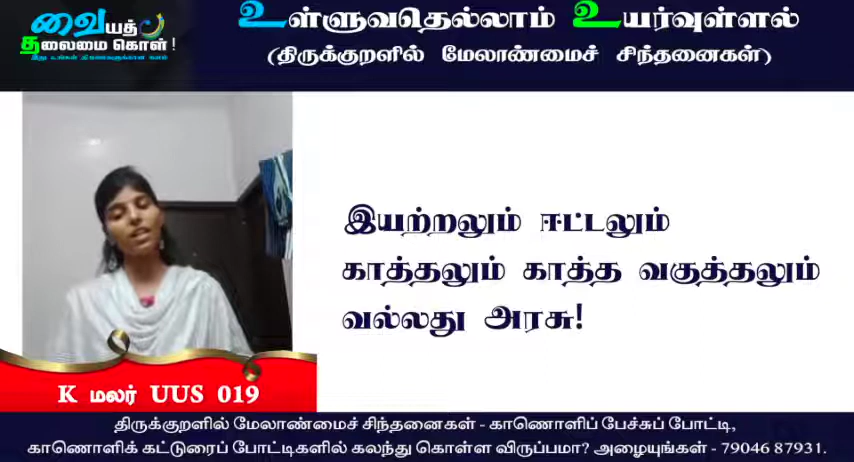 வையத்
தலைமை கொள் !
உள்ளுவதெல்லாம் உயர்வுள்ளல்
(திருக்குறளில் மேலாண்மைச் சிந்தனைகள்)
இயற்றலும் ஈட்டலும்
காத்தலும் காத்த வகுத்தலும்
வல்லது அரசு!
K மலர் UUS 019
திருக்குறளில் மேலாண்மைச் சிந்தனைகள் - காணொளிப் பேச்சுப் போட்டி,
காணொளிக் கட்டுரைப் போட்டிகளில் கலந்து கொள்ள விருப்பமா? அழையுங்கள் - 79046 87931.